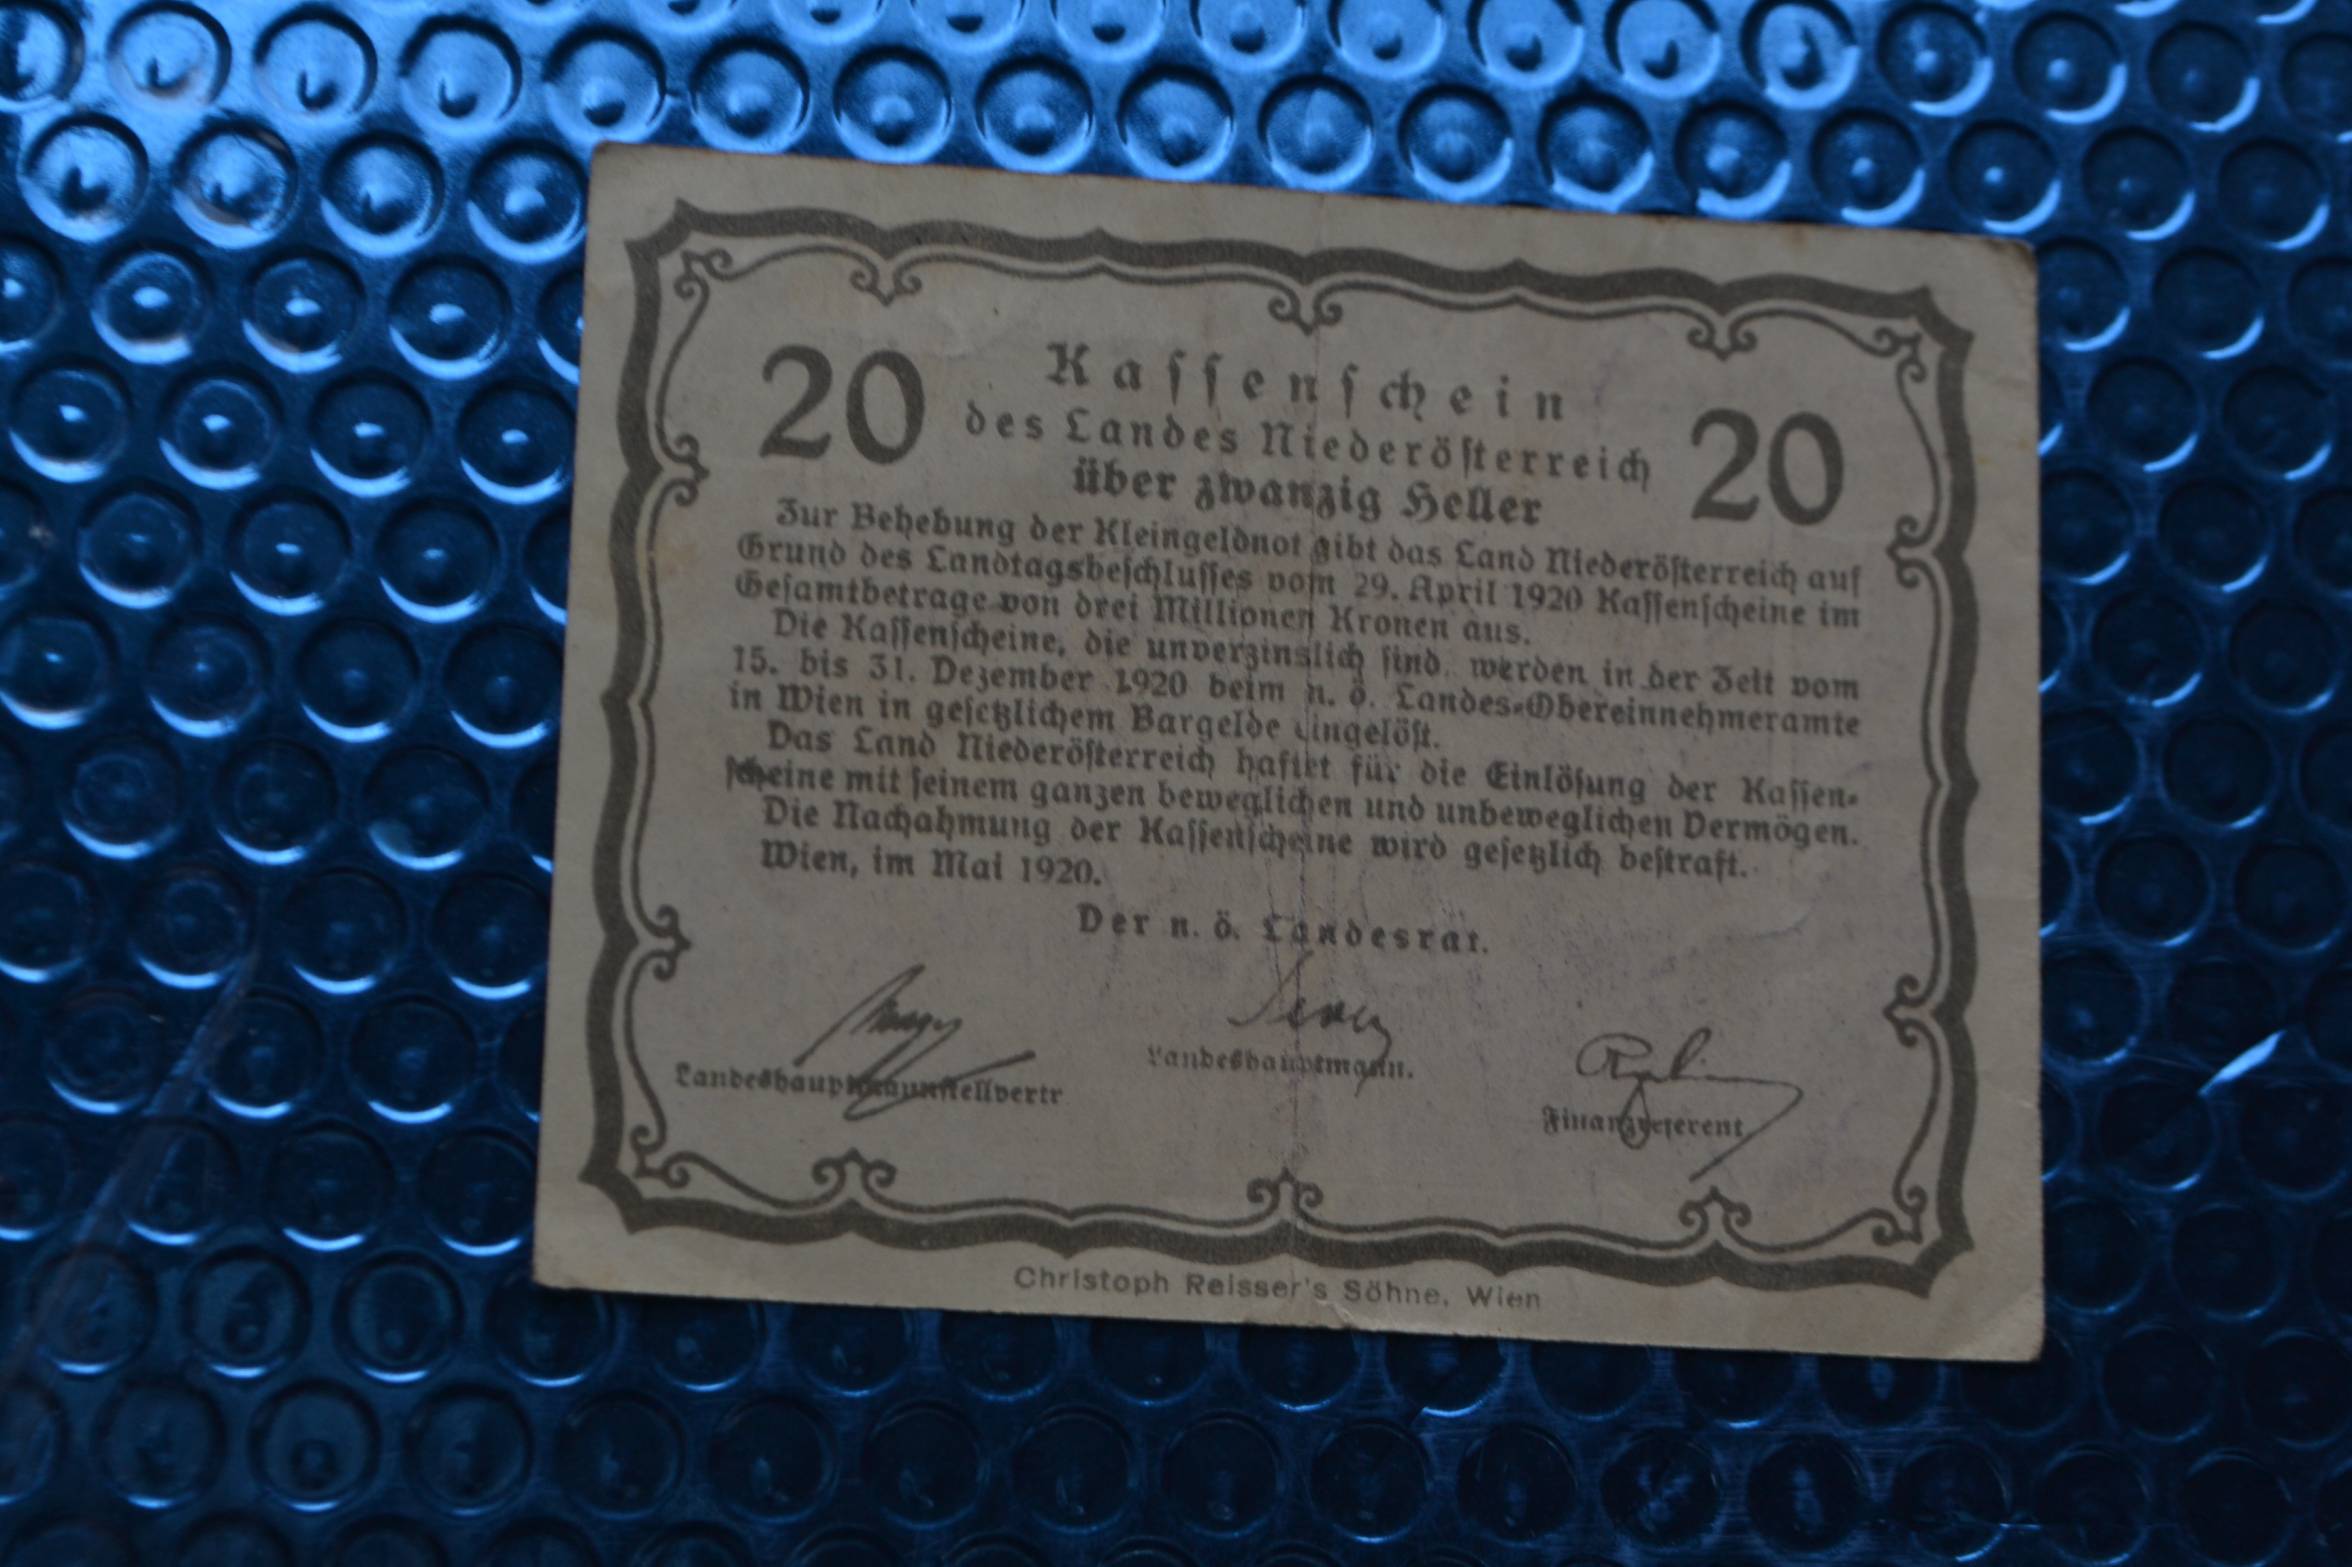 20 Kassenschein 20
des Landes Niederösterreich
über zwanzig Heller
Zur Behebung der Kleingeldnot gibt das Land Niederösterreich auf
Grund des Landtagsbeschlusses vom 29. April 1920 Kassenscheine im
Gesamtbetrage von drei Millionen Kronen aus.
Die Kassenscheine, die unverzinslich sind, werden in der Zeit vom
15. bis 31. Dezember 1920 beim n. ö. Landes-Obereinnehmeramte
in Wien in gesetzlichem Bargelde eingelöst.
Das Land Niederösterreich haftet für die Einlösung der Kassen-
scheine mit seinem ganzen beweglichen und unbeweglichen Vermögen.
Die Nachahmung der Kassenscheine wird gesetzlich bestraft.
Wien, im Mai 1920.
Der n. ö. Landesrat.
Landeshauptmannstellvertr
Landeshauptmann.
Finanzreferent
Christoph Reisser's Söhne, Wien